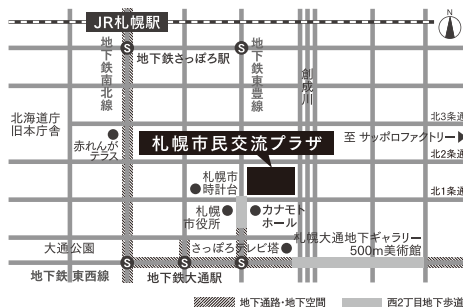 JR札幌駅
N
地下鉄南北線
S
地下鉄さっぽろ駅
S
地下鉄東豊線
創成川
北海道庁
旧本庁舎
赤れんが
テラス
北3条通
至 サッポロファクトリー
北2条通
札幌市民交流プラザ
札幌市
時計台
北1条通
札幌
市役所
カナモト
ホール
大通公園
さっぽろテレビ塔
札幌大通地下ギャラリー
500m美術館
地下鉄東西線
S
地下鉄大通駅
S
S
地下通路・地下空間
西2丁目地下歩道